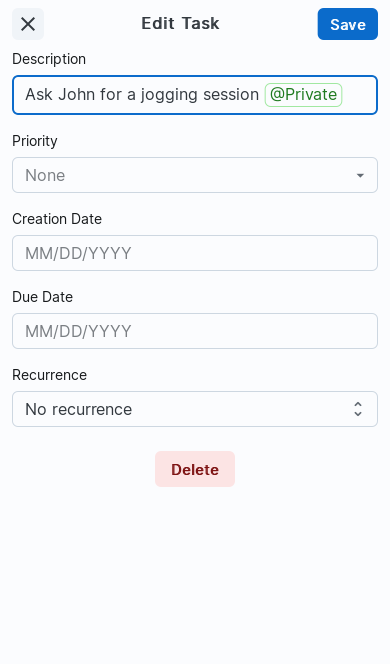 Edit Task
Save
Description
Ask John for a jogging session @Private
Priority
None
Creation Date
MM/DD/YYYY
Due Date
MM/DD/YYYY
Recurrence
No recurrence
Delete